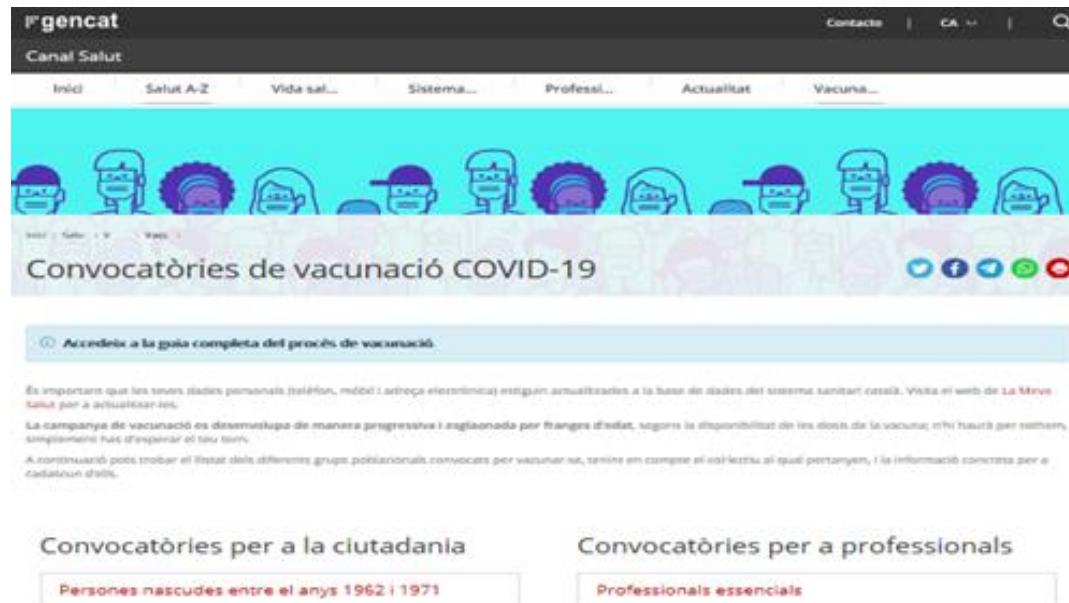 gencat
Contacte | CA |
Canal Salut
Inici Salut A-Z Vida sal... Sistema... Professi... Actualitat Vacuna...
Convocatòries de vacunació COVID-19
Accedeix a la guia completa del procés de vacunació.
És important que les teves dades personals (telèfon, mòbil i adreça electrònica) estiguin actualitzades a la base de dades del sistema sanitari català. Visita el web de La Meva
Salut per a actualitzar-les.
La campanya de vacunació es desenvolupa de manera progressiva i esglaonada per franges d'edat, segons la disponibilitat de les dosis de la vacuna; n'hi haurà per tothom,
simplement has d'esperar el teu torn.
A continuació pots trobar el llistat dels diferents grups poblacionals convocats per vacunar-se, tenint en compte el col·lectiu al qual pertanyen, i la informació concreta per a
cadascun d'ells.
Convocatòries per a la ciutadania
Persones nascudes entre el anys 1962 i 1971
Convocatòries per a professionals
Professionals essencials